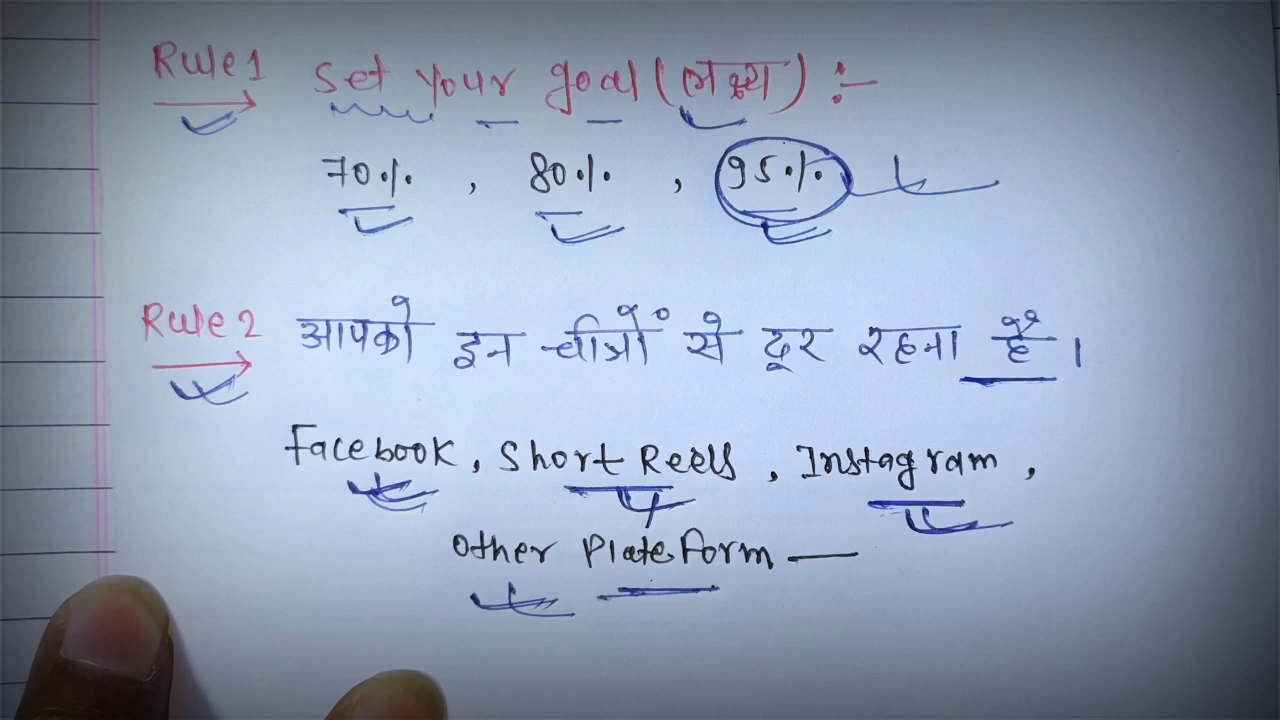 Rule 1 Set Your goal (लक्ष्य) :-
70% , 80% , 95%
Rule 2 आपको इन चीजों से दूर रहना है ।
Facebook , Short Reels , Instagram ,
Other Plateform —